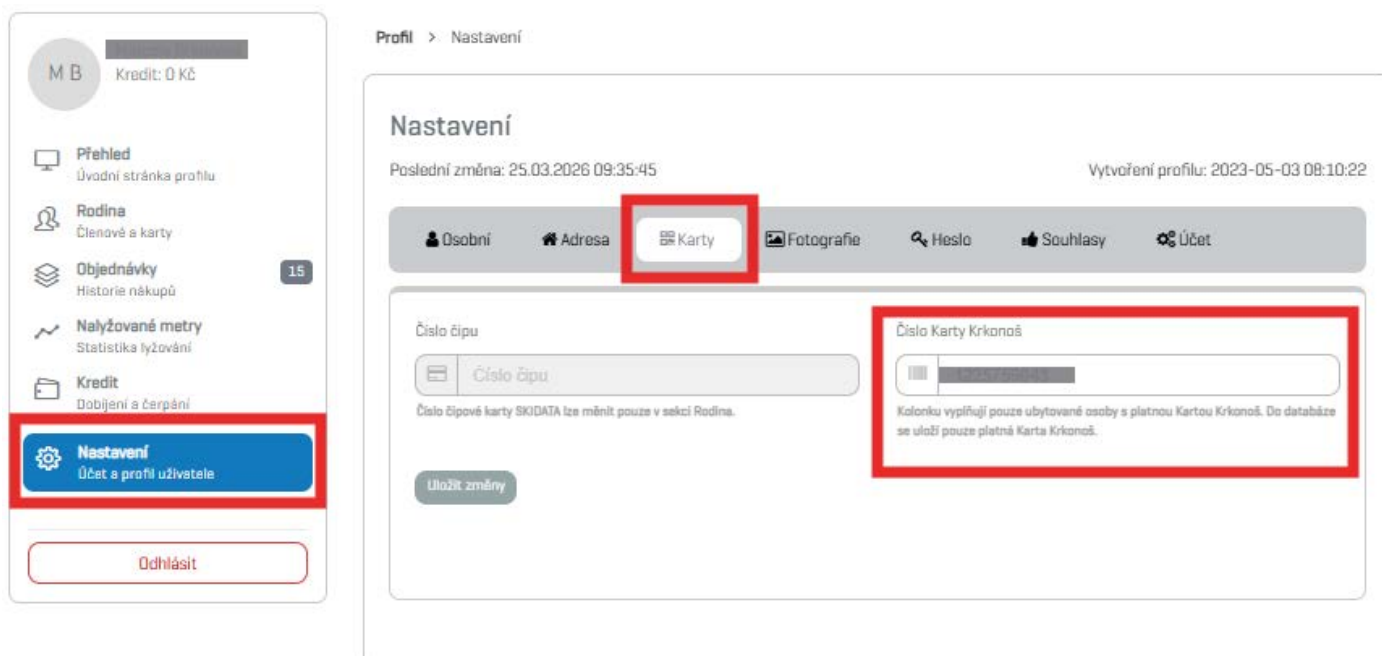 Profil > Nastavení
M B
Kredit: 0 Kč
Přehled
Úvodní stránka profilu
Rodina
Členové a karty
Objednávky 15
Historie nákupů
Nalyžované metry
Statistika lyžování
Kredit
Dobíjení a čerpání
Nastavení
Účet a profil uživatele
Odhlásit
Nastavení
Poslední změna: 25.03.2026 09:35:45 Vytvoření profilu: 2023-05-03 08:10:22
Osobní Adresa Karty Fotografie Heslo Souhlasy Účet
Číslo čipu
Číslo čipu
Číslo čipové karty SKIDATA lze měnit pouze v sekci Rodina.
Číslo Karty Krkonoš
Kolonku vyplňují pouze ubytované osoby s platnou Kartou Krkonoš. Do databáze
se uloží pouze platná Karta Krkonoš.
Uložit změny